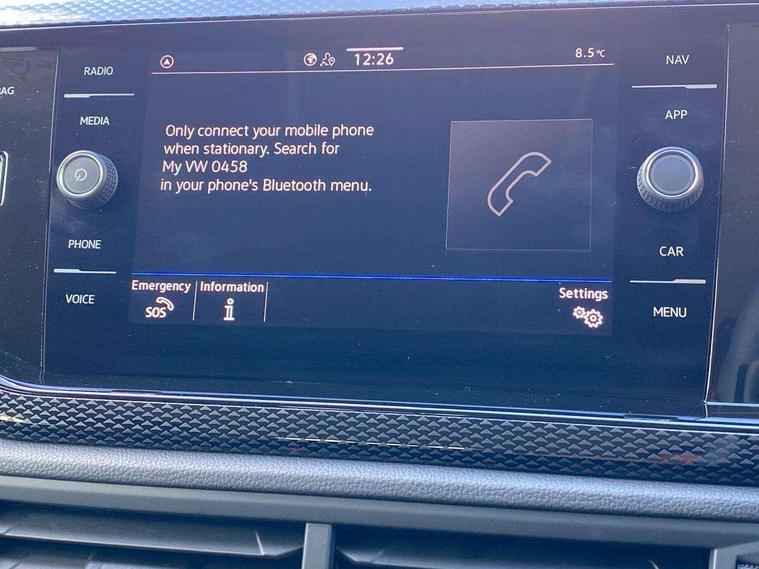 AG
RADIO
MEDIA
PHONE
VOICE
12:26
8.5°C
Only connect your mobile phone
when stationary. Search for
My VW 0458
in your phone's Bluetooth menu.
Emergency
SOS
Information
i
Settings
NAV
APP
CAR
MENU